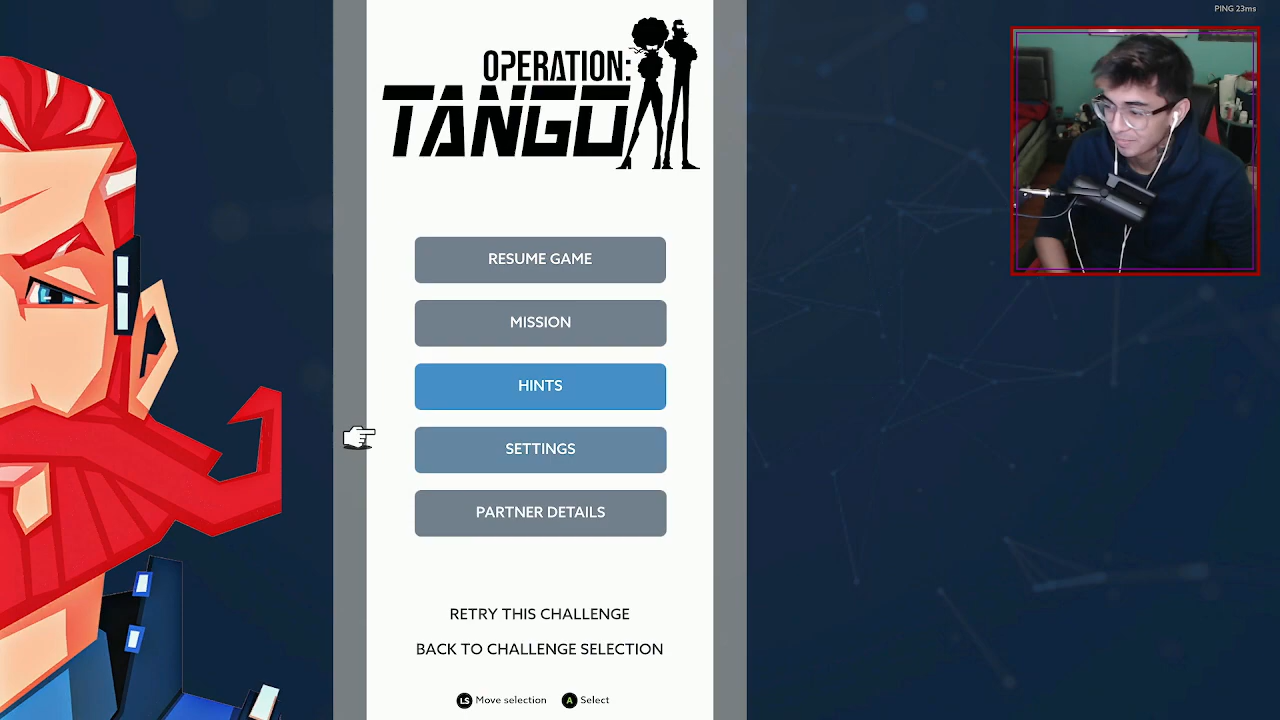 PING 23ms
OPERATION:
TANGO
RESUME GAME
MISSION
HINTS
SETTINGS
PARTNER DETAILS
RETRY THIS CHALLENGE
BACK TO CHALLENGE SELECTION
LS Move selection A Select